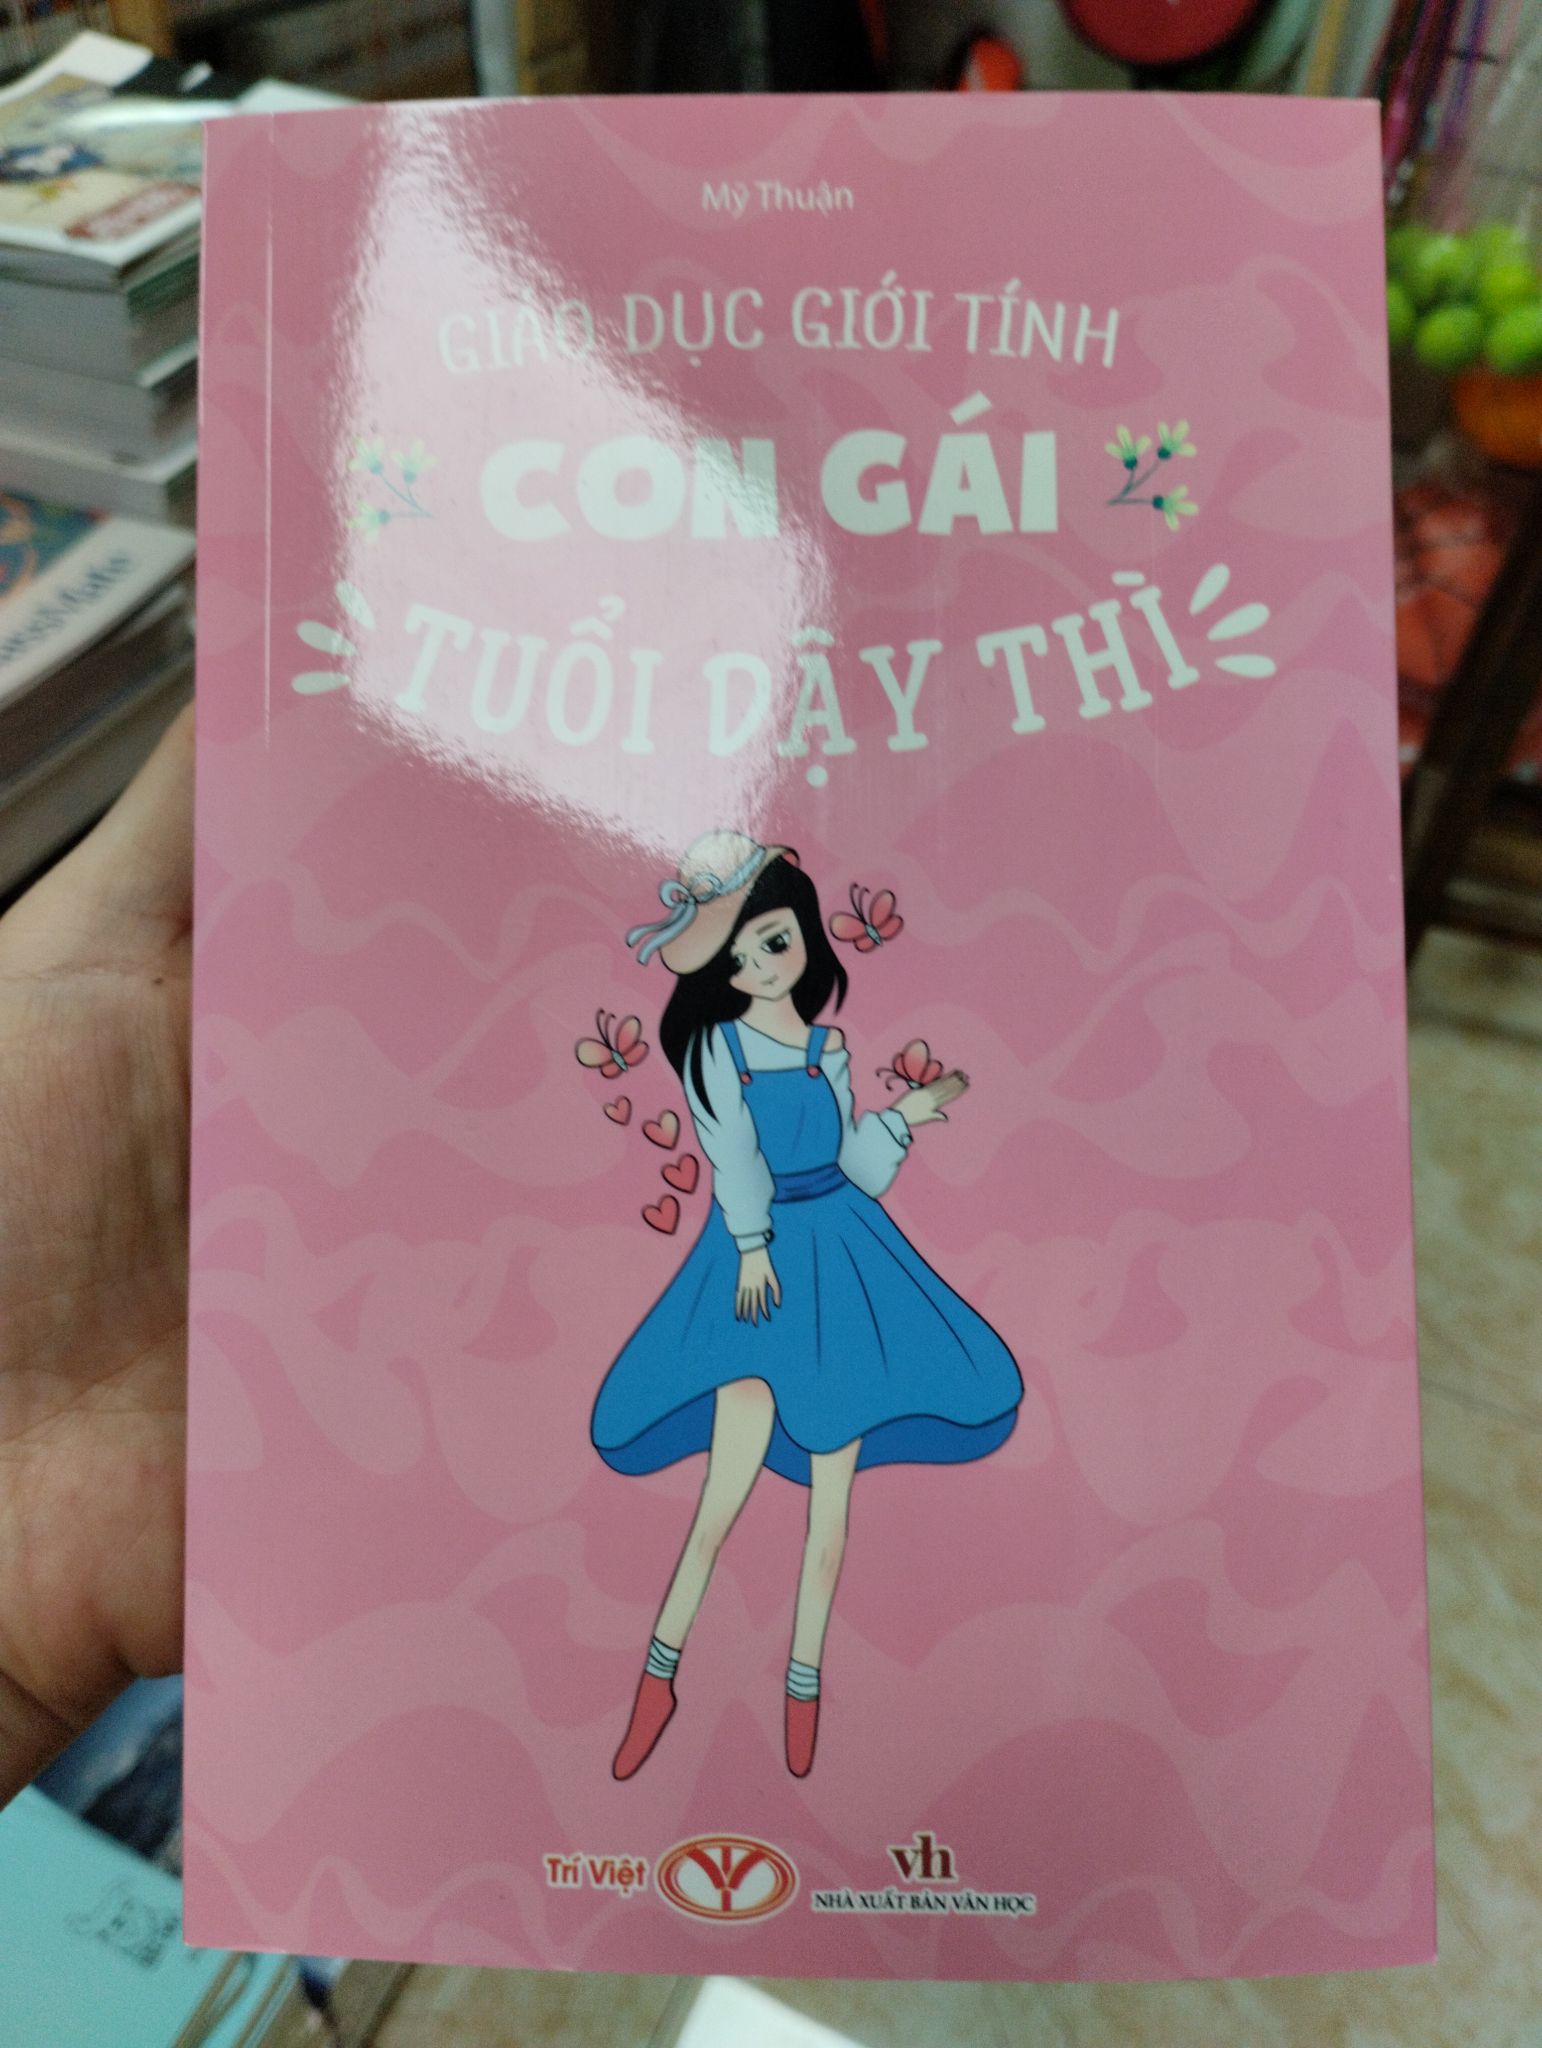 Mỹ Thuận
GIÁO DỤC GIỚI TÍNH
CON GÁI
TUỔI DẬY THÌ
Trí Việt
vh
NHÀ XUẤT BẢN VĂN HỌC